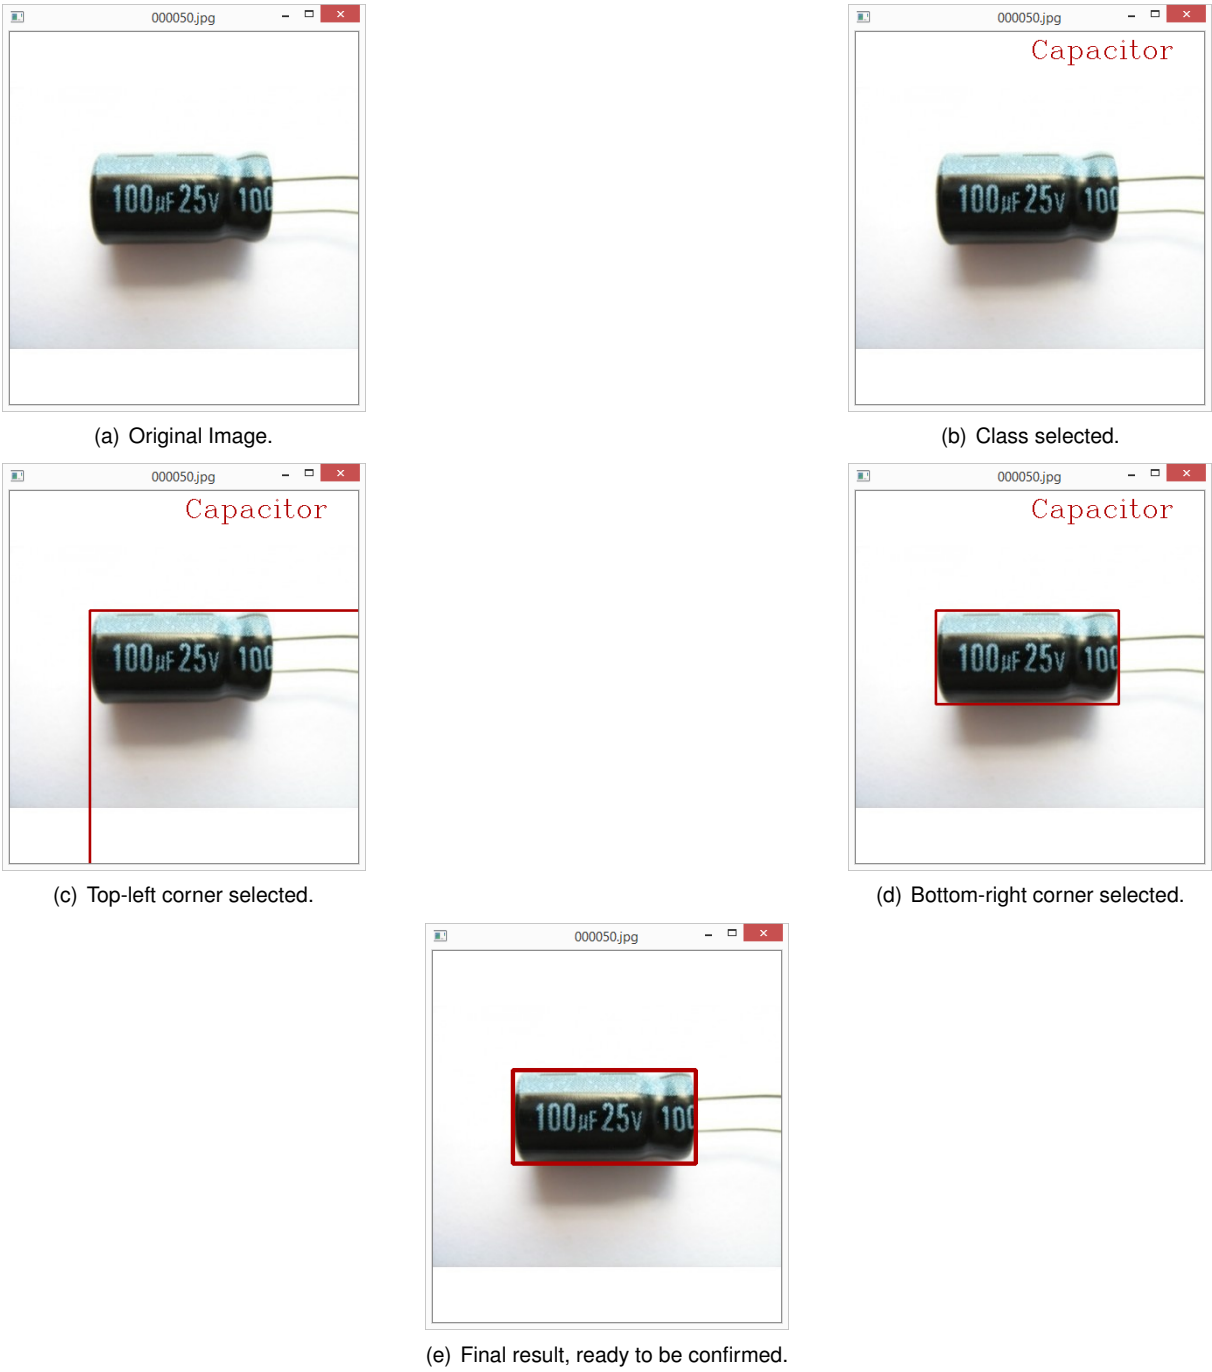 000050.jpg
000050.jpg
Capacitor
100µF 25V 100
100µF 25V 100
(a) Original Image.
(b) Class selected.
000050.jpg
000050.jpg
Capacitor
Capacitor
100µF 25V 100
100µF 25V 100
(c) Top-left corner selected.
(d) Bottom-right corner selected.
000050.jpg
100µF 25V 100
(e) Final result, ready to be confirmed.